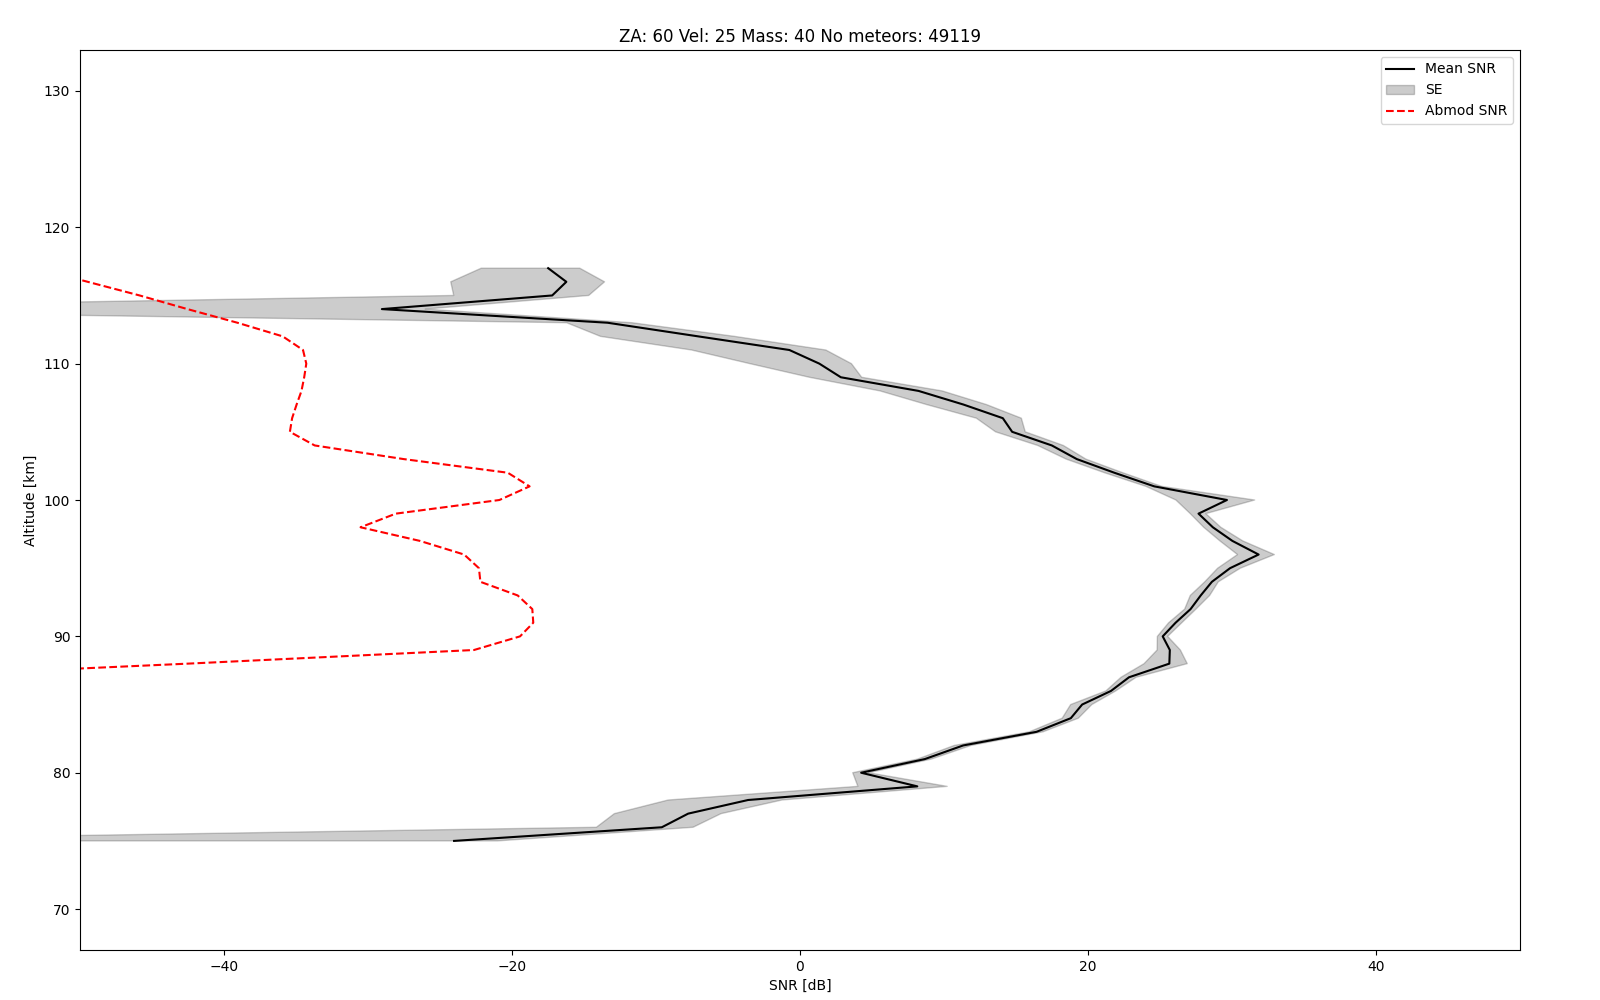 ZA: 60 Vel: 25 Mass: 40 No meteors: 49119
Mean SNR
SE
Abmod SNR
130
120
110
100
90
80
70
Altitude [km]
−40
−20
0
20
40
SNR [dB]